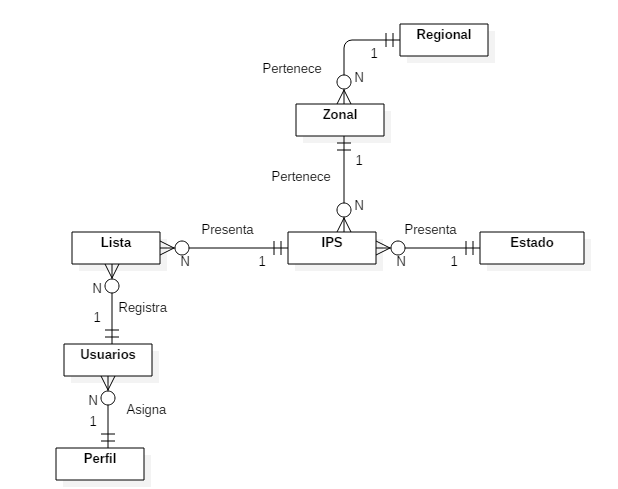 Regional
1
Pertenece
N
Zonal
1
Pertenece
N
Presenta
Presenta
Lista
IPS
Estado
N
1
N
1
N
Registra
1
Usuarios
N
Asigna
1
Perfil